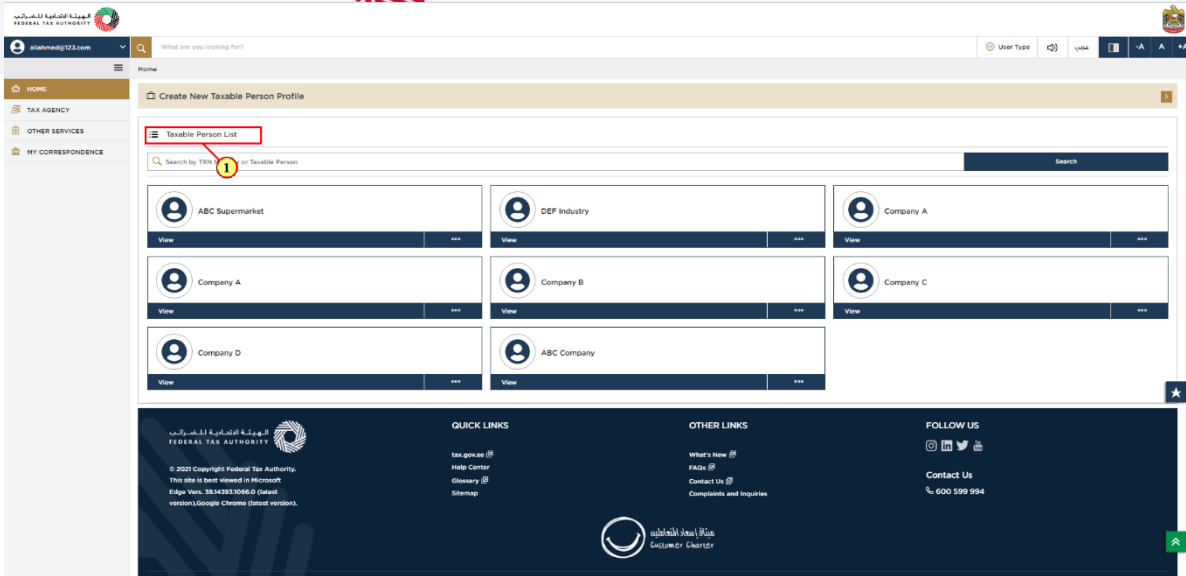 الهيئة الاتحادية للضرائب
FEDERAL TAX AUTHORITY
aliahmed@123.com
What are you looking for?
User Type
عربي
-A
A
+A
Home
HOME
TAX AGENCY
OTHER SERVICES
MY CORRESPONDENCE
Create New Taxable Person Profile
Taxable Person List
1
Search by TRN or Taxable Person
Search
ABC Supermarket
DEF Industry
Company A
View
View
View
Company A
Company B
Company C
View
View
View
Company D
ABC Company
View
View
الهيئة الاتحادية للضرائب
FEDERAL TAX AUTHORITY
© 2021 Copyright Federal Tax Authority.
This site is best viewed in Microsoft
Edge Vers. 38.14393.1066.0 (latest
version),Google Chrome (latest version).
QUICK LINKS
tax.gov.ae
Help Center
Glossary
Sitemap
OTHER LINKS
What's New
FAQs
Contact Us
Complaints and Inquiries
FOLLOW US
Contact Us
600 599 994
ميثاق إسعاد المتعاملين
Customer Charter